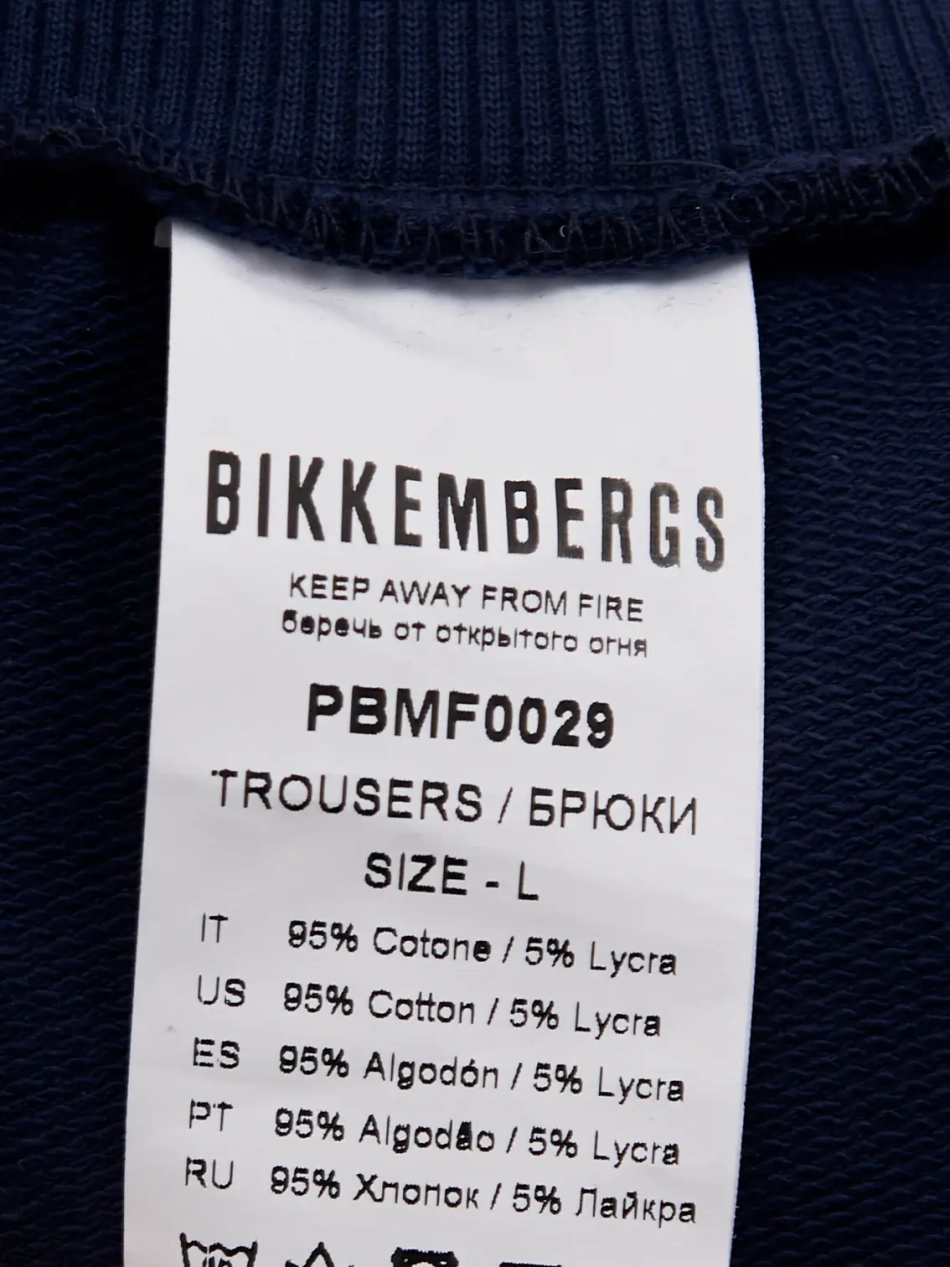 BIKKEMBERGS
KEEP AWAY FROM FIRE
беречь от открытого огня
PBMF0029
TROUSERS / БРЮКИ
SIZE - L
IT 95% Cotone / 5% Lycra
US 95% Cotton / 5% Lycra
ES 95% Algodón / 5% Lycra
PT 95% Algodão / 5% Lycra
RU 95% Хлопок / 5% Лайкра